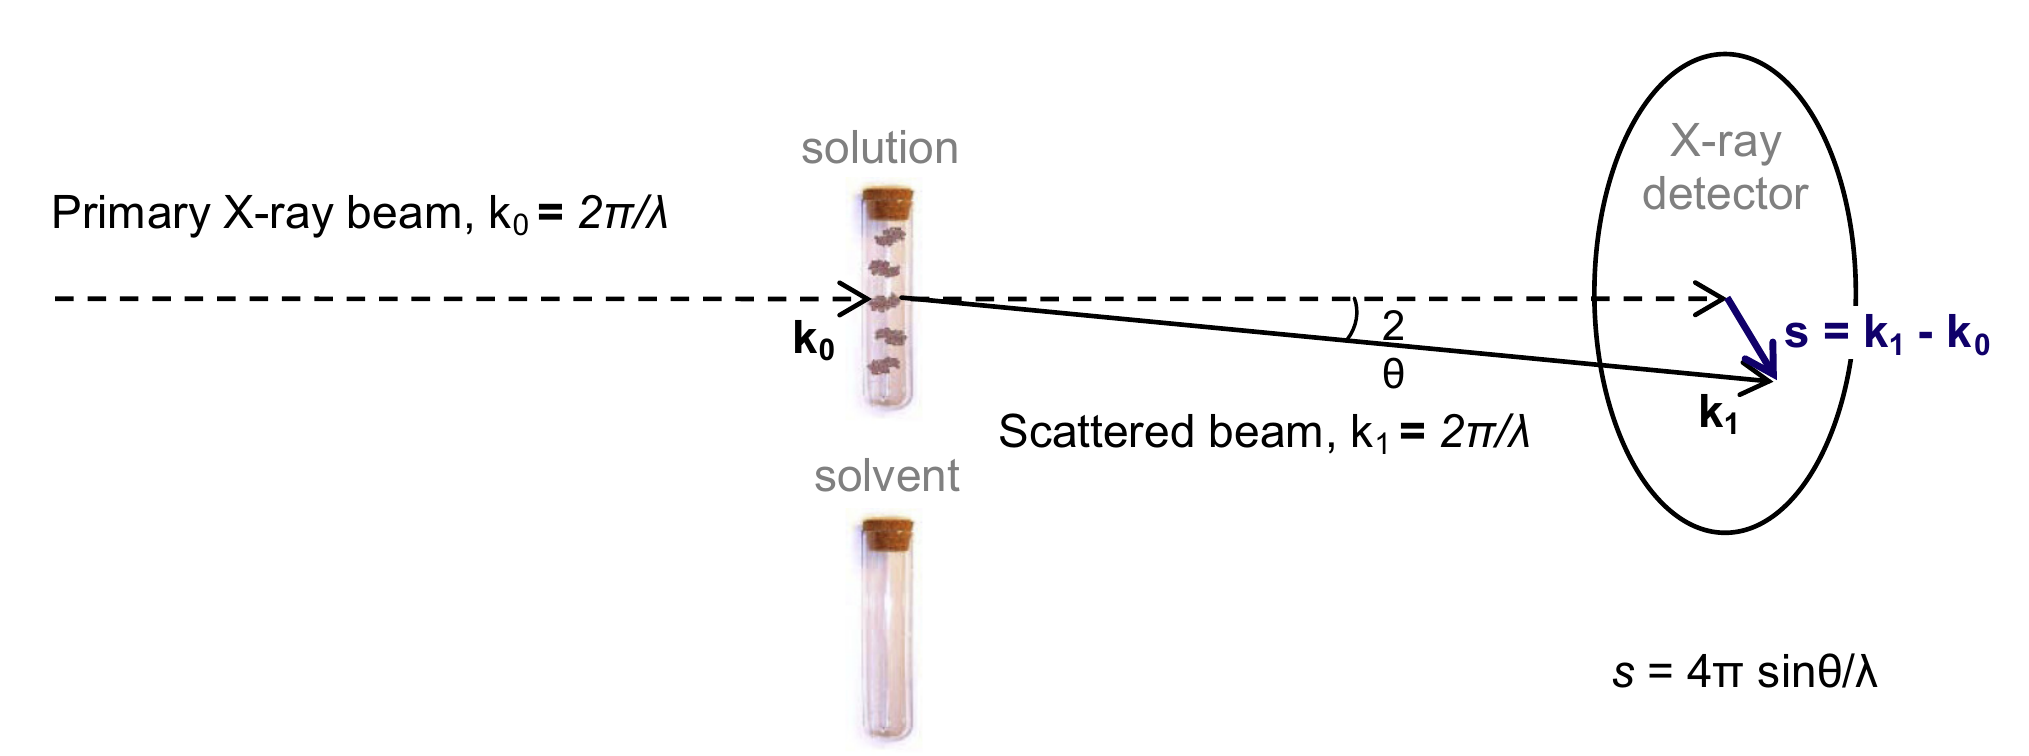 solution
X-ray
detector
Primary X-ray beam, k₀ = 2π/λ
k₀
2
θ
s = k₁ - k₀
k₁
Scattered beam, k₁ = 2π/λ
solvent
s = 4π sinθ/λ